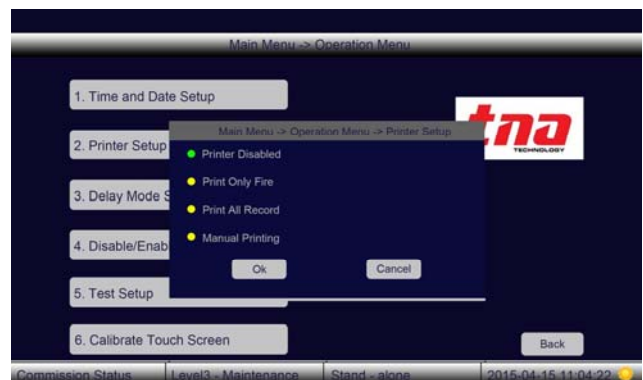 Main Menu -> Operation Menu
1. Time and Date Setup
2. Printer Setup
3. Delay Mode S
4. Disable/Enab
5. Test Setup
6. Calibrate Touch Screen
tna
TECHNOLOGY
Main Menu -> Operation Menu -> Printer Setup
Printer Disabled
Print Only Fire
Print All Record
Manual Printing
Ok Cancel
Back
Commission Status Level3 - Maintenance Stand - alone 2015-04-15 11:04:22